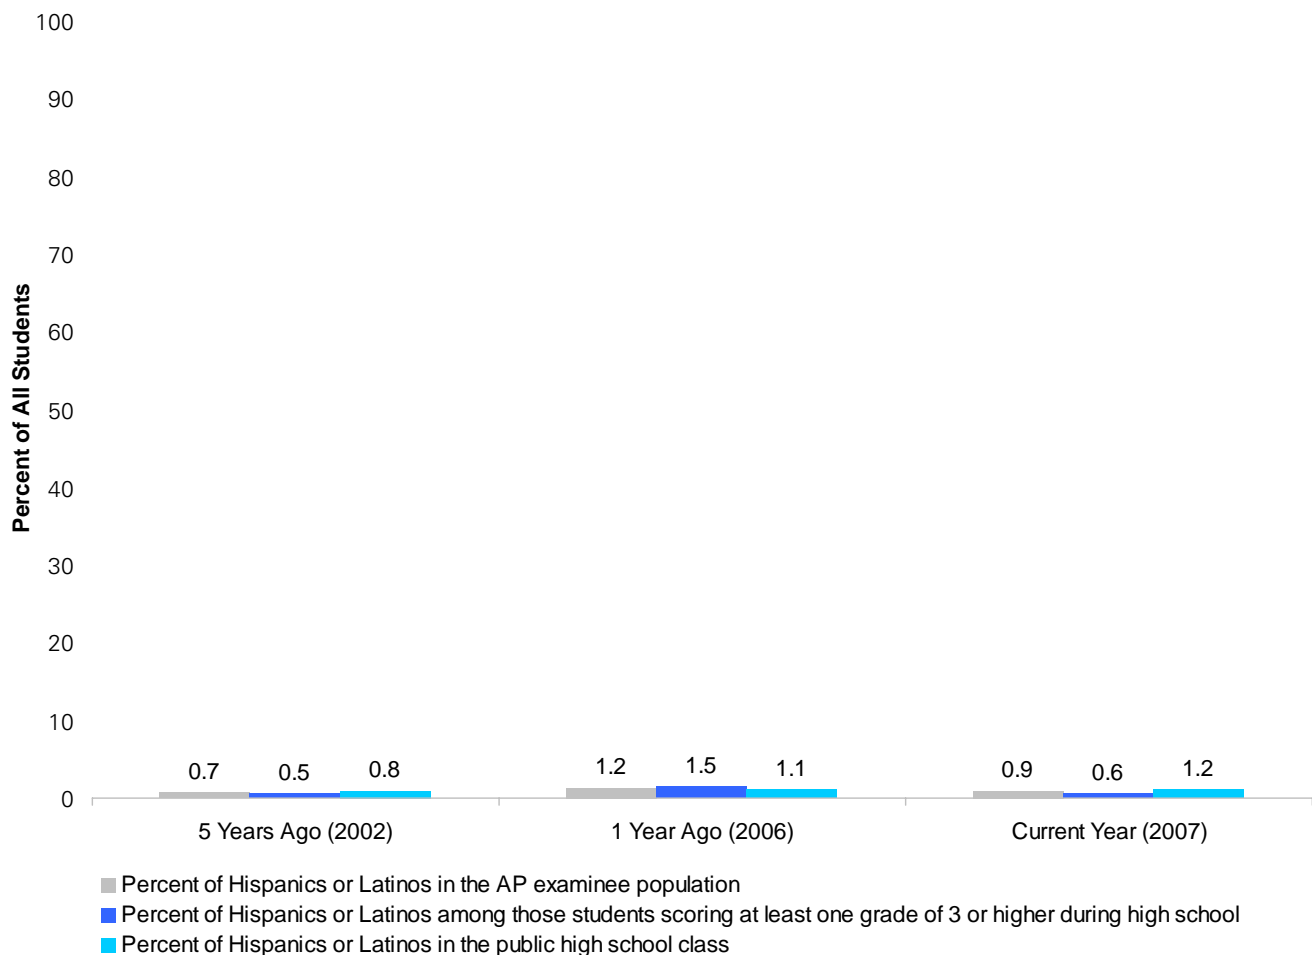 100
90
80
70
60
50
40
30
20
10
0
Percent of All Students
0.7 0.5 0.8
1.2 1.5 1.1
0.9 0.6 1.2
5 Years Ago (2002)
1 Year Ago (2006)
Current Year (2007)
Percent of Hispanics or Latinos in the AP examinee population
Percent of Hispanics or Latinos among those students scoring at least one grade of 3 or higher during high school
Percent of Hispanics or Latinos in the public high school class